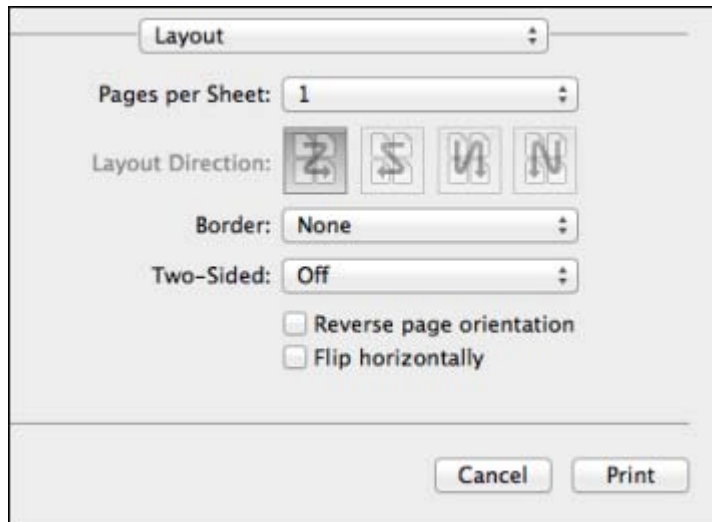 Layout
Pages per Sheet: 1
Layout Direction:
Border: None
Two-Sided: Off
Reverse page orientation
Flip horizontally
Cancel Print